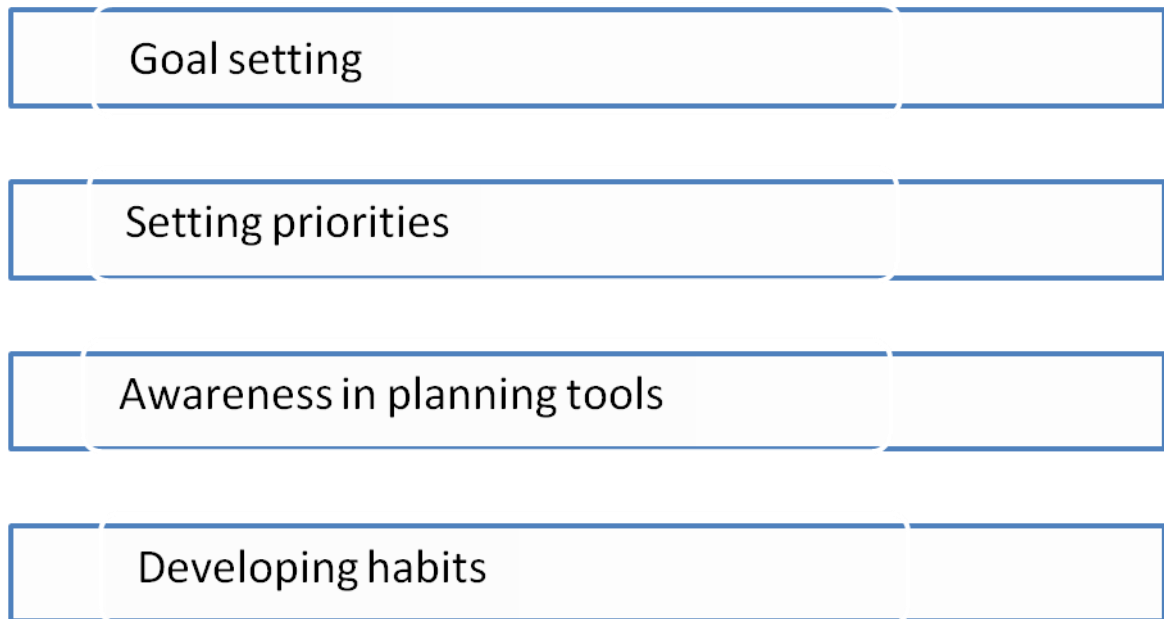 Goal setting
Setting priorities
Awareness in planning tools
Developing habits